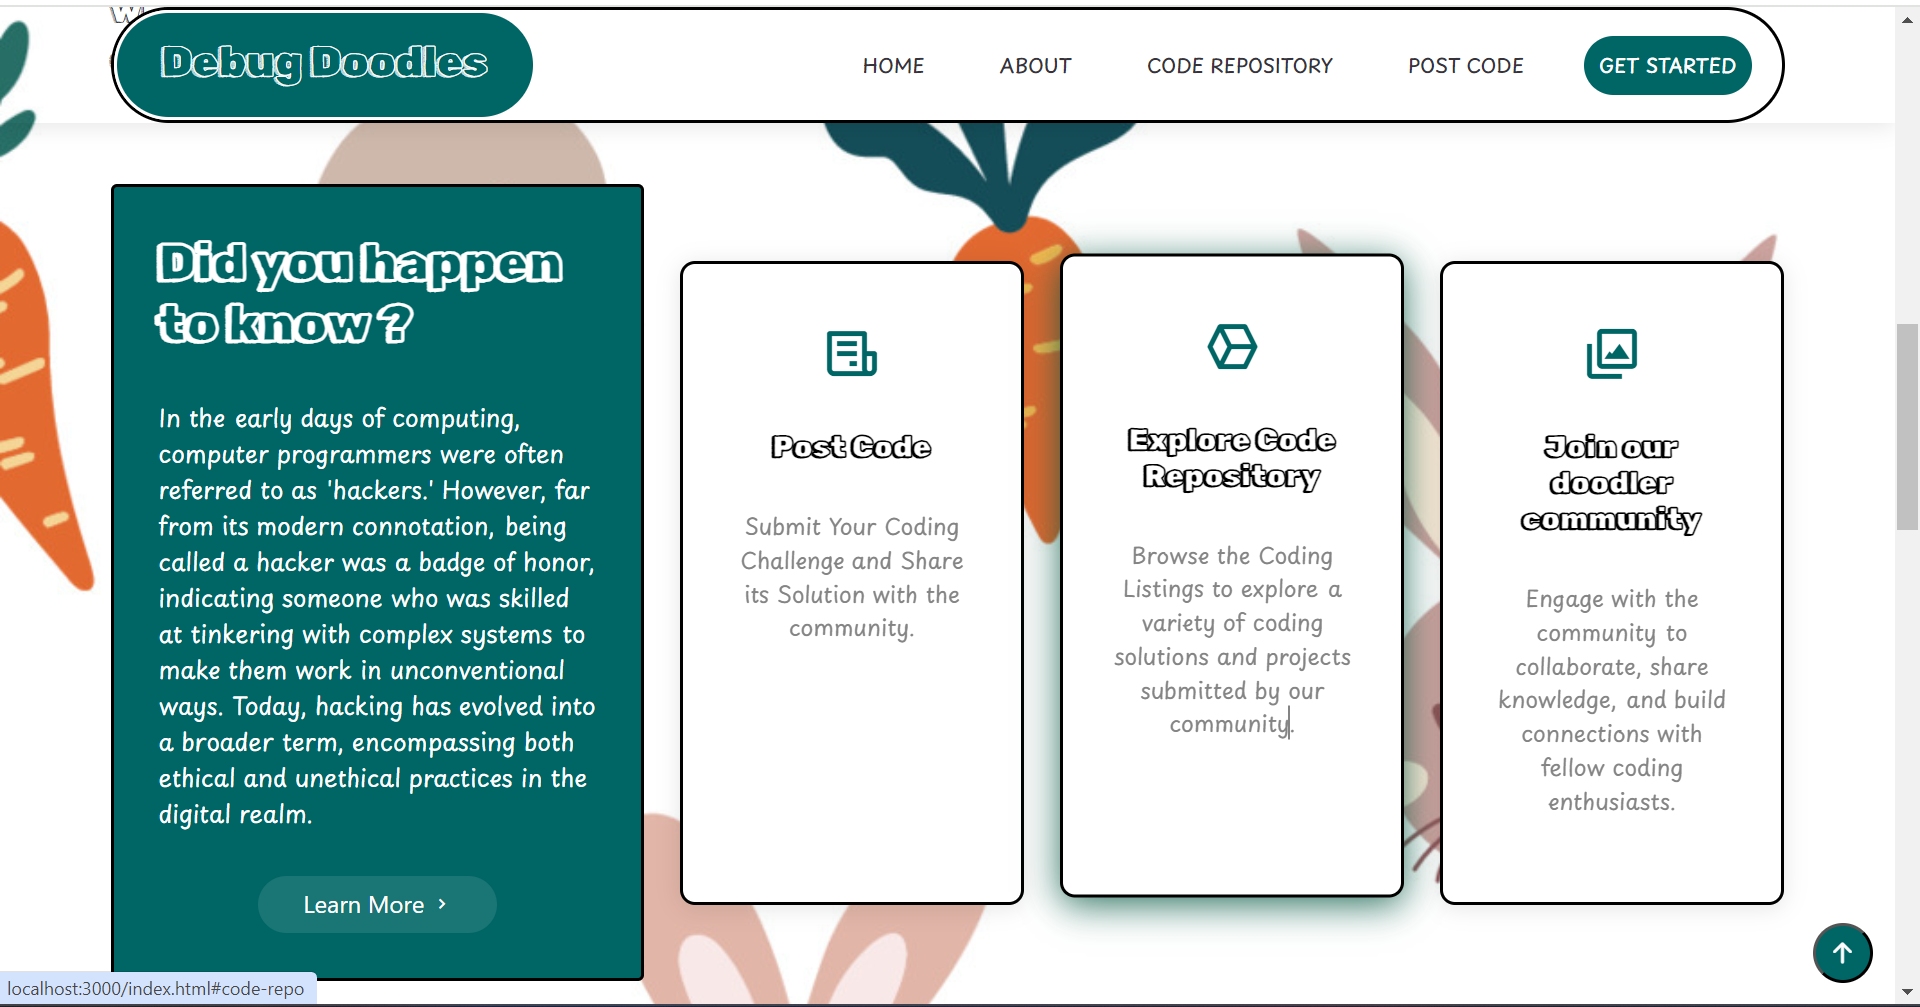 Debug Doodles
HOME
ABOUT
CODE REPOSITORY
POST CODE
GET STARTED
Did you happen
to know ?
In the early days of computing,
computer programmers were often
referred to as 'hackers.' However, far
from its modern connotation, being
called a hacker was a badge of honor,
indicating someone who was skilled
at tinkering with complex systems to
make them work in unconventional
ways. Today, hacking has evolved into
a broader term, encompassing both
ethical and unethical practices in the
digital realm.
Learn More
Post Code
Submit Your Coding
Challenge and Share
its Solution with the
community.
Explore Code
Repository
Browse the Coding
Listings to explore a
variety of coding
solutions and projects
submitted by our
community.
Join our
doodler
community
Engage with the
community to
collaborate, share
knowledge, and build
connections with
fellow coding
enthusiasts.
localhost:3000/index.html#code-repo